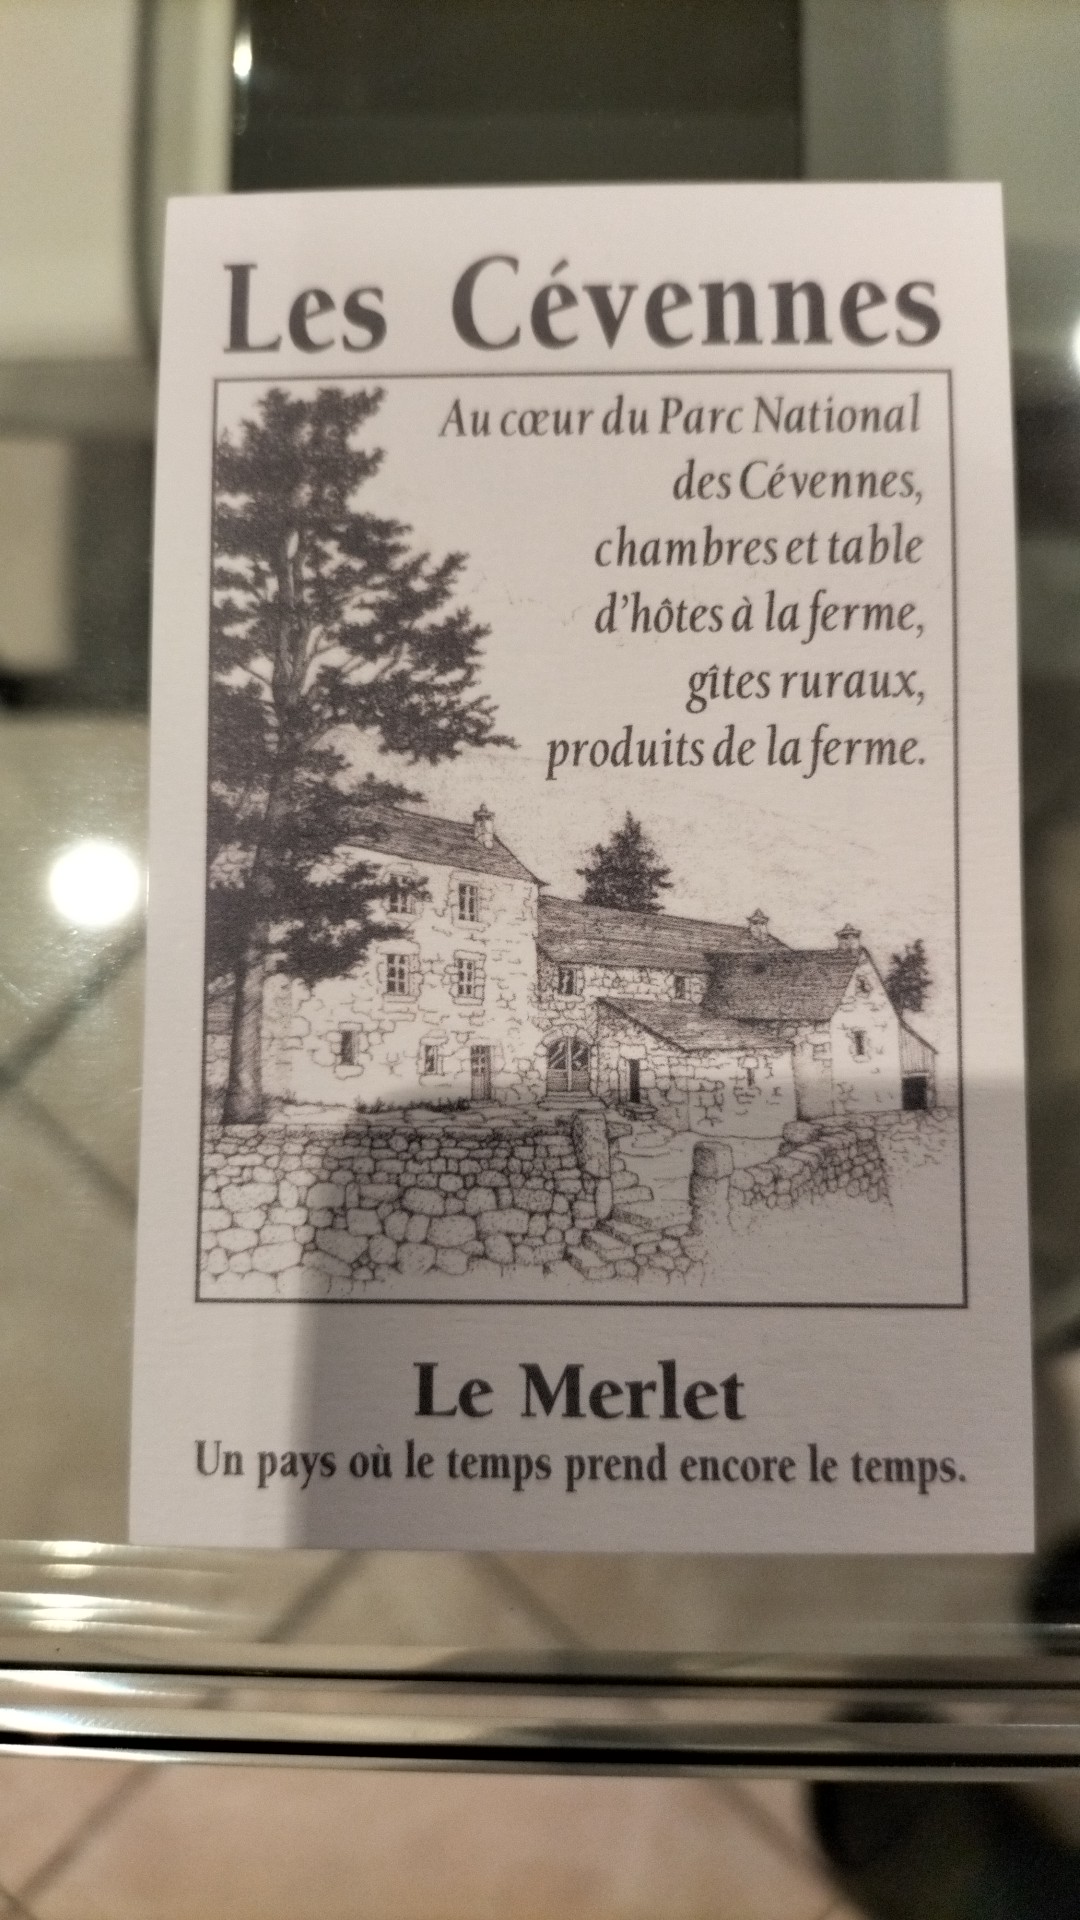 Les Cévennes
Au cœur du Parc National
des Cévennes,
chambres et table
d'hôtes à la ferme,
gîtes ruraux,
produits de la ferme.
Le Merlet
Un pays où le temps prend encore le temps.